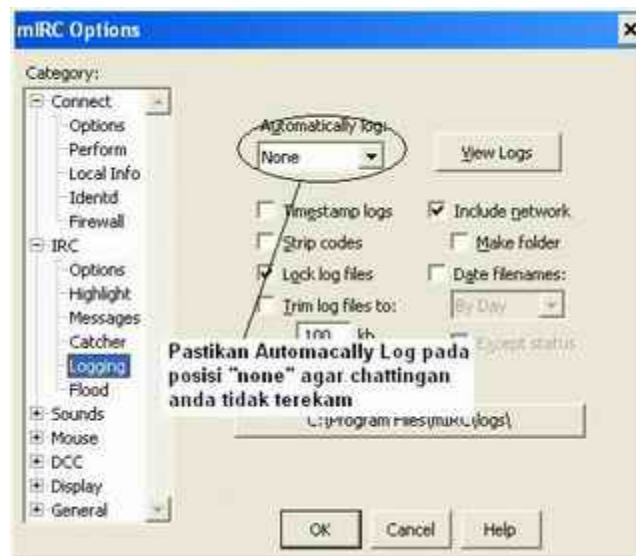 mIRC Options
Category:
Connect
Options
Perform
Local Info
Identd
Firewall
IRC
Options
Highlight
Messages
Catcher
Logging
Flood
Sounds
Mouse
DCC
Display
General
Automatically log:
None
View Logs
Timestamp logs
Include network
Strip codes
Make folder
Lock log files
Date filenames:
Trim log files to:
By Day
100 kb
Except status
Pastikan Automacally Log pada
posisi "none" agar chattingan
anda tidak terekam
C:\Program Files\mIRC\logs\
OK
Cancel
Help